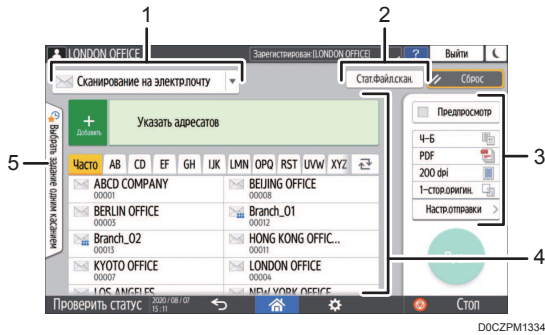 1
2
LONDON OFFICE
Зарегистрирован:[LONDON OFFICE]
?
Выйти
Сканирование на электр.почту
Стат.файл.скан.
Сброс
+
Добавить
Указать адресатов
Предпросмотр
3
Ч-Б
PDF
200 dpi
1-стор.оригин.
Настр.отправки
5
Выбрать задание одним касанием
Часто AB CD EF GH IJK LMN OPQ RST UVW XYZ
ABCD COMPANY
00001
BEIJING OFFICE
00008
BERLIN OFFICE
00003
Branch_01
00012
Branch_02
00013
HONG KONG OFFIC...
00011
KYOTO OFFICE
00007
LONDON OFFICE
00004
LOS ANGELES
NEW YORK OFFICE
4
Проверить статус
2020/08/07
15:11
Стоп
D0CZPM1334